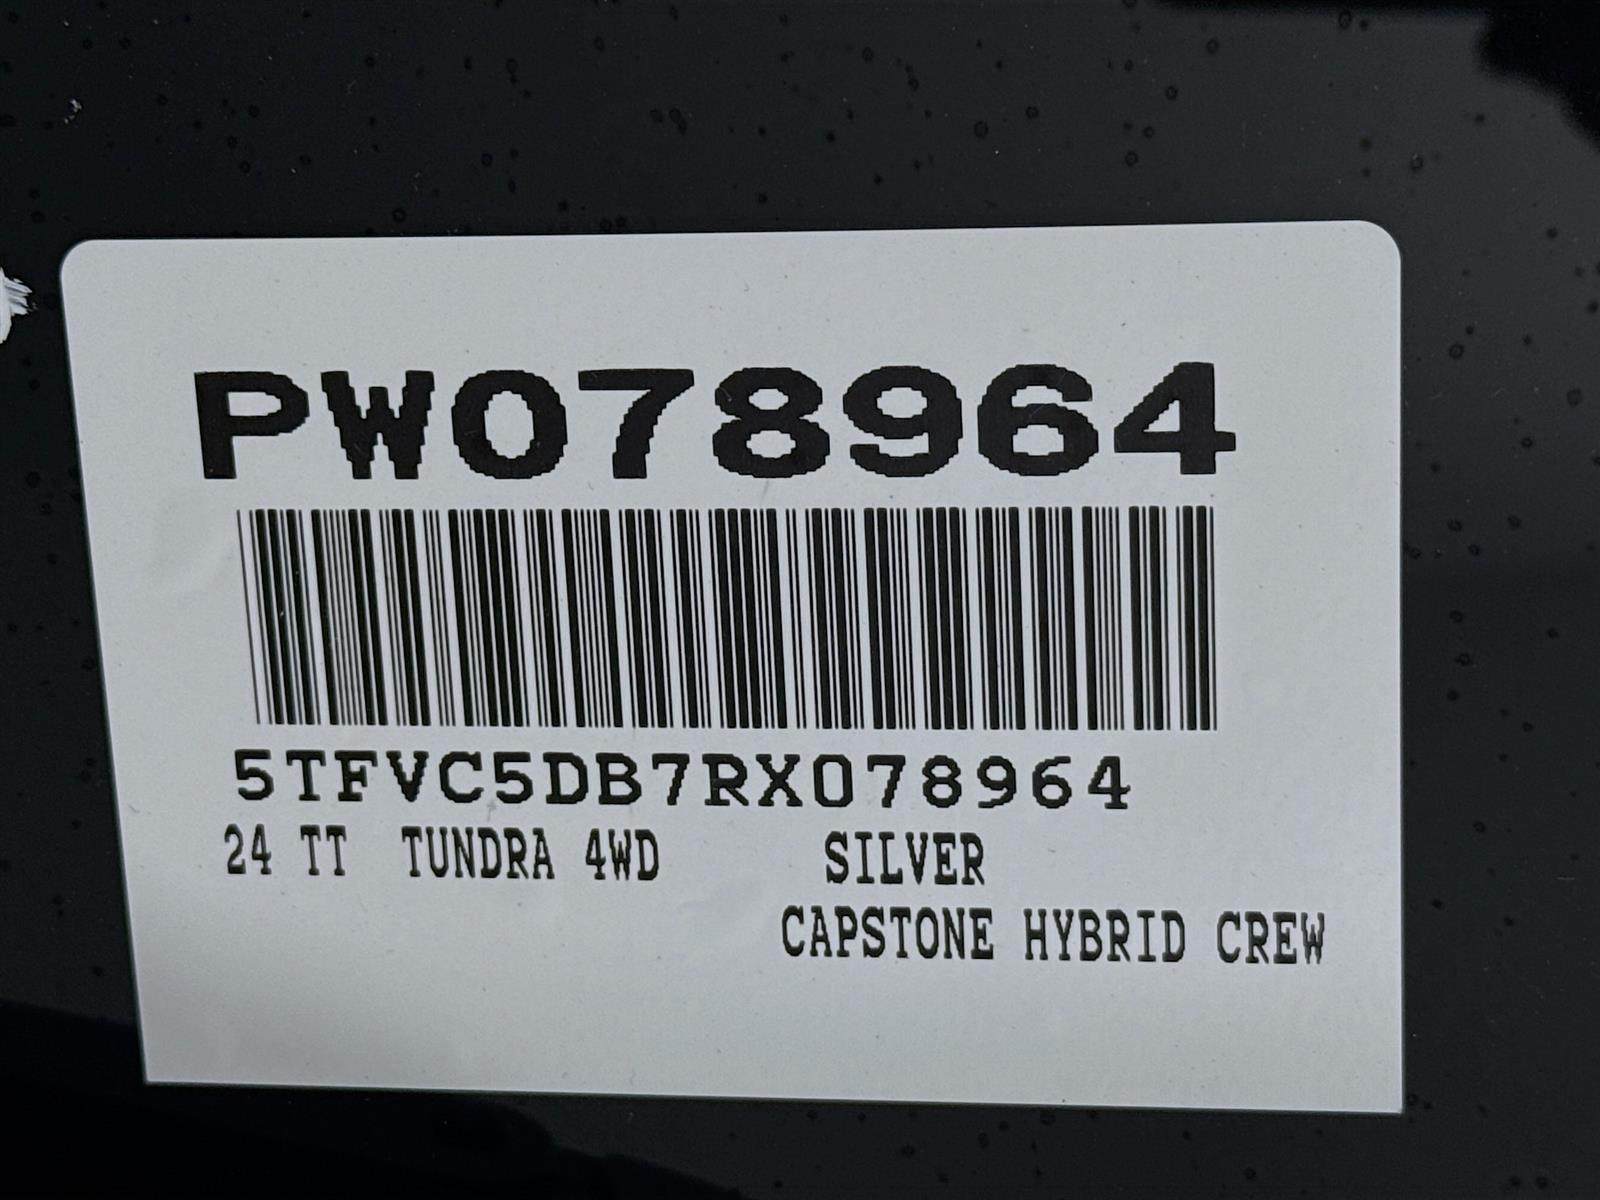 PW078964
5TFVC5DB7RX078964
24 TT TUNDRA 4WD SILVER
CAPSTONE HYBRID CREW